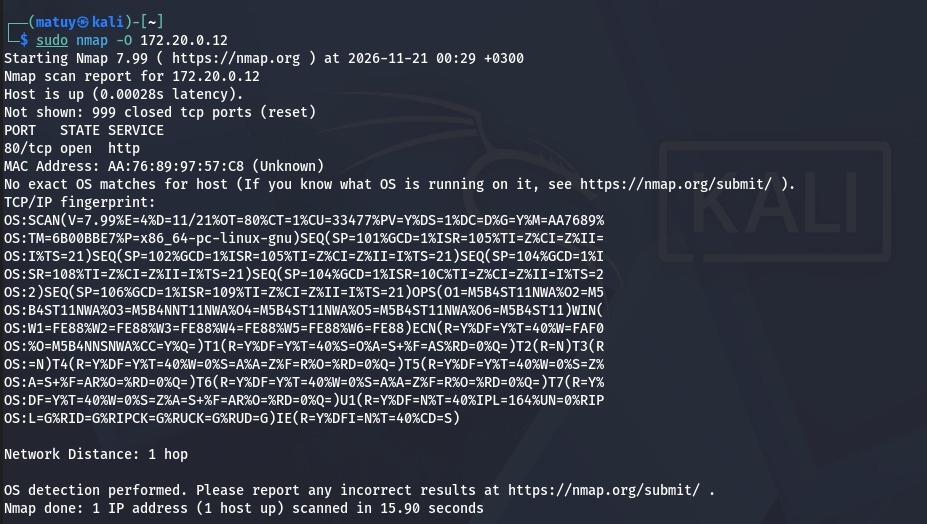 ┌──(matuy㉿kali)-[~]
└─$ sudo nmap -O 172.20.0.12
Starting Nmap 7.99 ( https://nmap.org ) at 2026-11-21 00:29 +0300
Nmap scan report for 172.20.0.12
Host is up (0.00028s latency).
Not shown: 999 closed tcp ports (reset)
PORT   STATE SERVICE
80/tcp open  http
MAC Address: AA:76:89:97:57:C8 (Unknown)
No exact OS matches for host (If you know what OS is running on it, see https://nmap.org/submit/ ).
TCP/IP fingerprint:
OS:SCAN(V=7.99%E=4%D=11/21%OT=80%CT=1%CU=33477%PV=Y%DS=1%DC=D%G=Y%M=AA7689%
OS:TM=6B00BBE7%P=x86_64-pc-linux-gnu)SEQ(SP=101%GCD=1%ISR=105%TI=Z%CI=Z%II=
OS:I%TS=21)SEQ(SP=102%GCD=1%ISR=105%TI=Z%CI=Z%II=I%TS=21)SEQ(SP=104%GCD=1%I
OS:SR=108%TI=Z%CI=Z%II=I%TS=21)SEQ(SP=104%GCD=1%ISR=10C%TI=Z%CI=Z%II=I%TS=2
OS:2)SEQ(SP=106%GCD=1%ISR=109%TI=Z%CI=Z%II=I%TS=21)OPS(O1=M5B4ST11NWA%O2=M5
OS:B4ST11NWA%O3=M5B4NNT11NWA%O4=M5B4ST11NWA%O5=M5B4ST11NWA%O6=M5B4ST11)WIN(
OS:W1=FE88%W2=FE88%W3=FE88%W4=FE88%W5=FE88%W6=FE88)ECN(R=Y%DF=Y%T=40%W=FAF0
OS:%O=M5B4NNSNWA%CC=Y%Q=)T1(R=Y%DF=Y%T=40%S=O%A=S+%F=AS%RD=0%Q=)T2(R=N)T3(R
OS:=N)T4(R=Y%DF=Y%T=40%W=0%S=A%A=Z%F=R%O=%RD=0%Q=)T5(R=Y%DF=Y%T=40%W=0%S=Z%
OS:A=S+%F=AR%O=%RD=0%Q=)T6(R=Y%DF=Y%T=40%W=0%S=A%A=Z%F=R%O=%RD=0%Q=)T7(R=Y%
OS:DF=Y%T=40%W=0%S=Z%A=S+%F=AR%O=%RD=0%Q=)U1(R=Y%DF=N%T=40%IPL=164%UN=0%RIP
OS:L=G%RID=G%RIPCK=G%RUCK=G%RUD=G)IE(R=Y%DFI=N%T=40%CD=S)
KALI
Network Distance: 1 hop
OS detection performed. Please report any incorrect results at https://nmap.org/submit/ .
Nmap done: 1 IP address (1 host up) scanned in 15.90 seconds